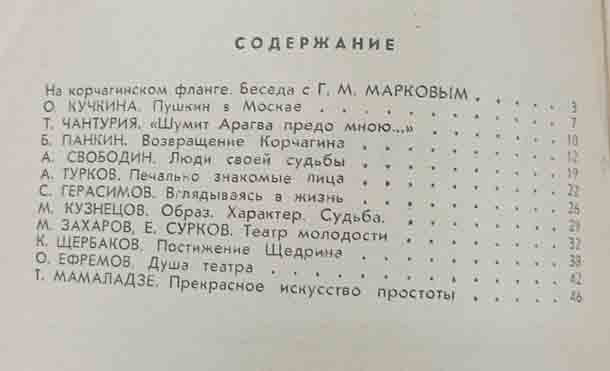 СОДЕРЖАНИЕ
На корчагинском фланге. Беседа с Г. М. МАРКОВЫМ . . . . . 3
О. КУЧКИНА. Пушкин в Москве . . . . . . . . 7
Т. ЧАНТУРИЯ. «Шумит Арагва предо мною...» . . . . . . 10
Б. ПАНКИН. Возвращение Корчагина . . . . . . . 12
А. СВОБОДИН. Люди своей судьбы . . . . . . . 19
А. ТУРКОВ. Печально знакомые лица . . . . . . . 22
С. ГЕРАСИМОВ. Вглядываясь в жизнь . . . . . . . 26
М. КУЗНЕЦОВ. Образ. Характер. Судьба. . . . . . . 29
М. ЗАХАРОВ, Е. СУРКОВ. Театр молодости . . . . . . 32
К. ЩЕРБАКОВ. Постижение Щедрина . . . . . . . 38
О. ЕФРЕМОВ. Душа театра . . . . . . . . . 42
Т. МАМАЛАДЗЕ. Прекрасное искусство простоты . . . . . 46